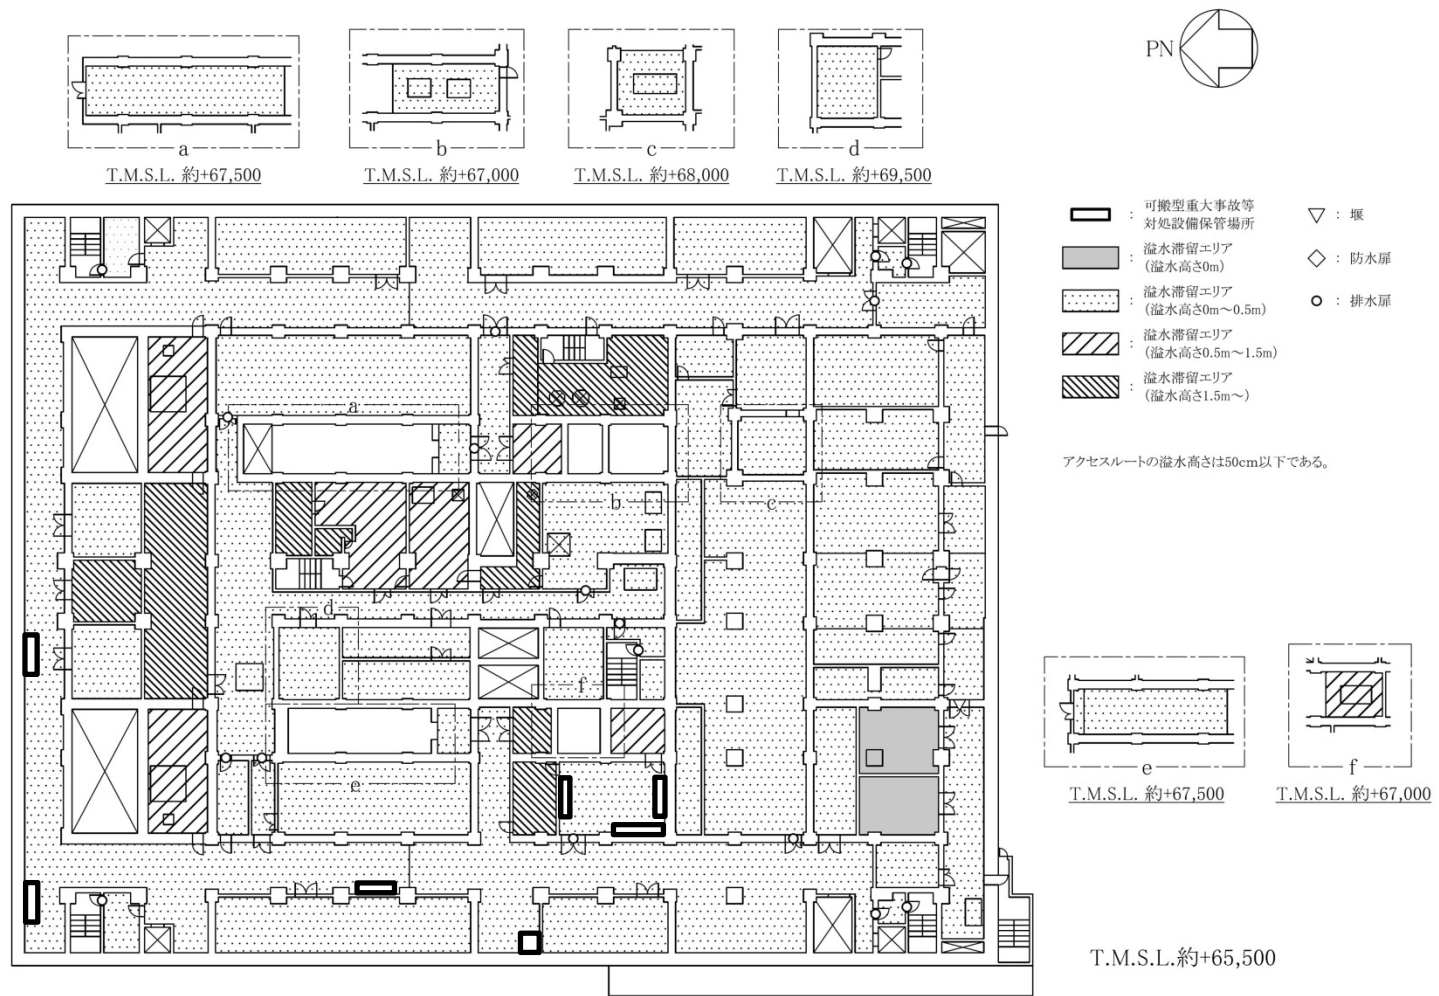 PN
a
b
c
d
T.M.S.L. 約+67,500
T.M.S.L. 約+67,000
T.M.S.L. 約+68,000
T.M.S.L. 約+69,500
: 可搬型重大事故等
対処設備保管場所
: 溢水滞留エリア
(溢水高さ0m)
: 溢水滞留エリア
(溢水高さ0m～0.5m)
: 溢水滞留エリア
(溢水高さ0.5m～1.5m)
: 溢水滞留エリア
(溢水高さ1.5m～)
: 堰
: 防水扉
: 排水扉
アクセスルートの溢水高さは50cm以下である。
a
b
c
d
f
e
e
f
T.M.S.L. 約+67,500
T.M.S.L. 約+67,000
T.M.S.L.約+65,500